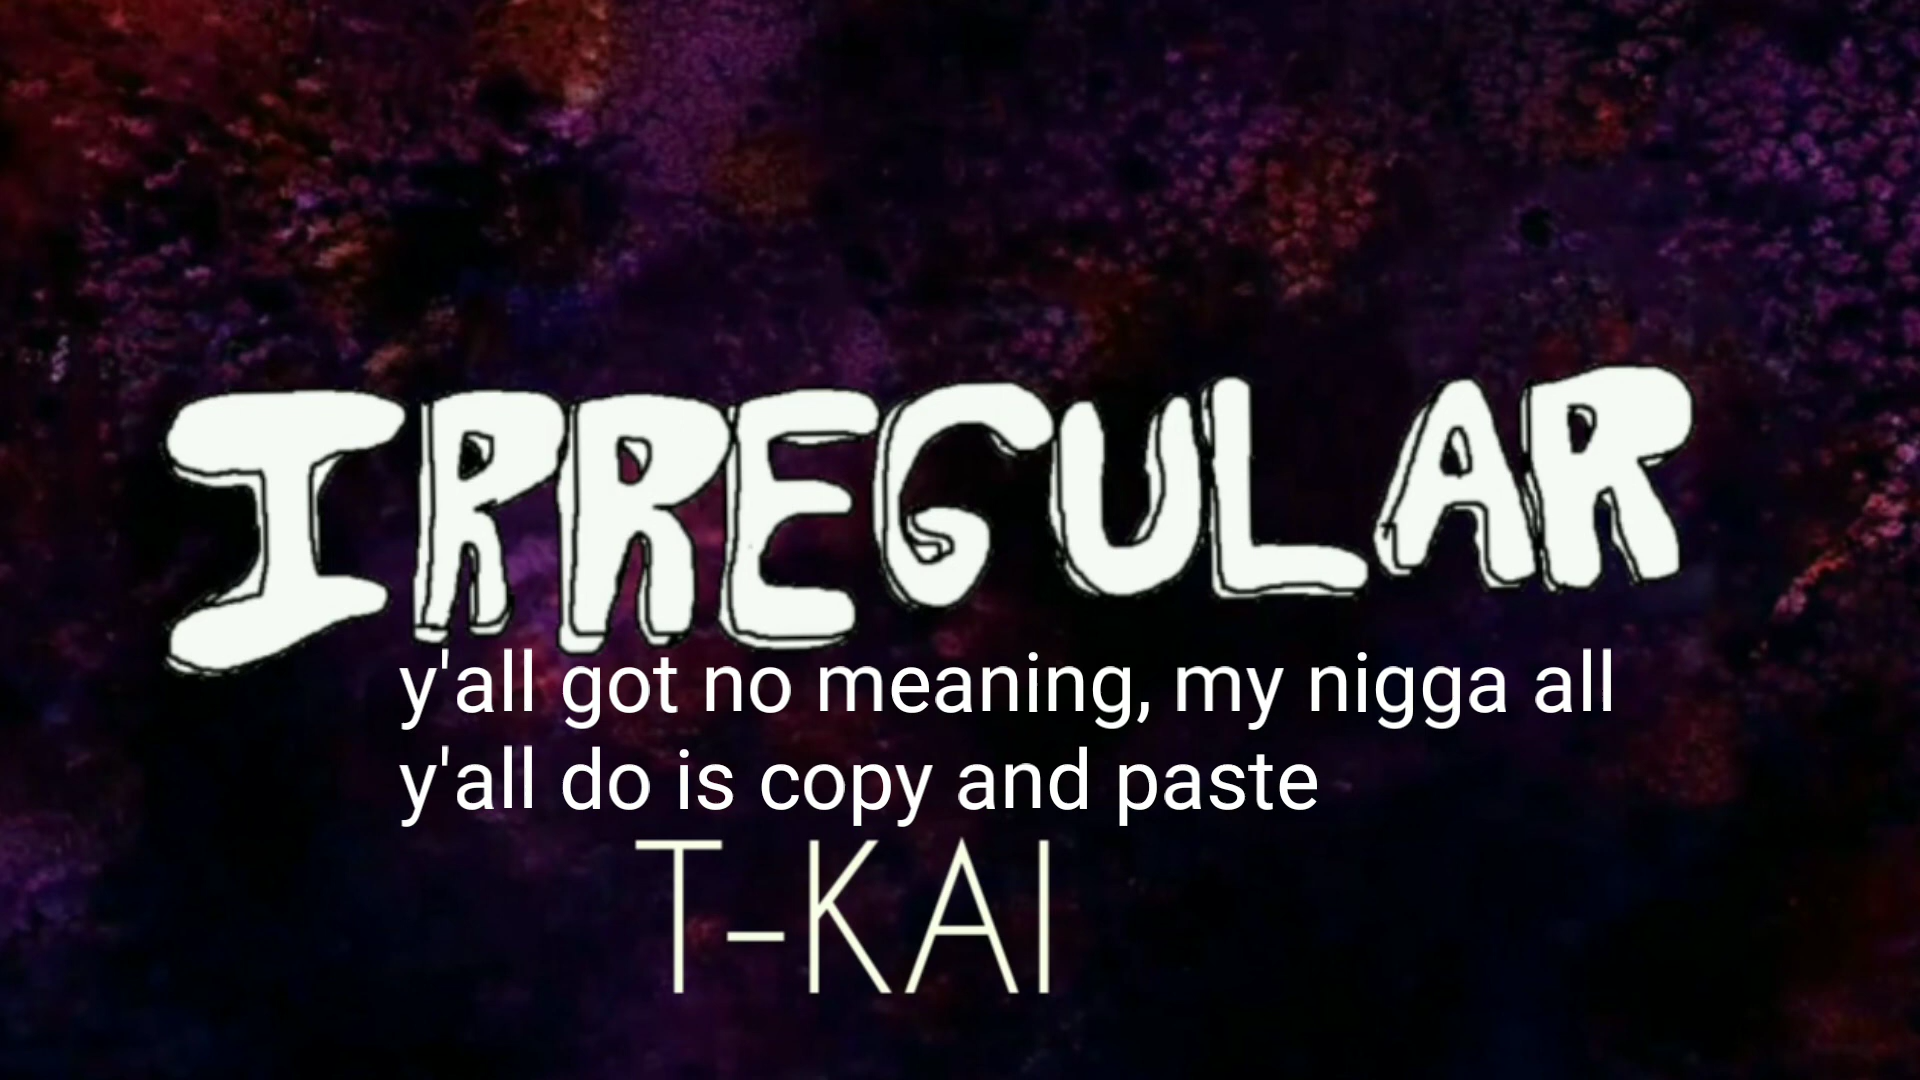 IRREGULAR
y'all got no meaning, my nigga all
y'all do is copy and paste
T-KAI